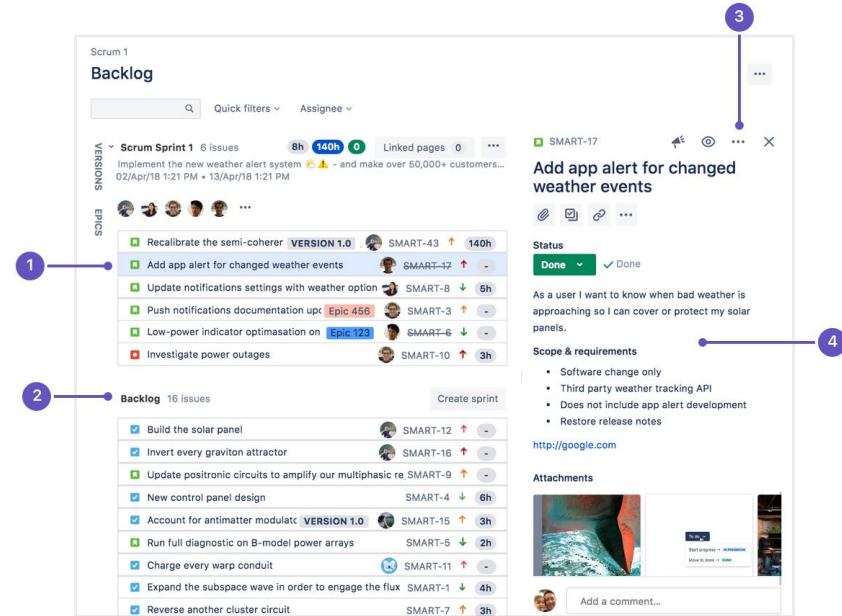 3
Scrum 1
Backlog
Quick filters
Assignee
VERSIONS
EPICS
Scrum Sprint 1 6 issues 8h 140h 0 Linked pages 0
Implement the new weather alert system - and make over 50,000+ customers...
02/Apr/18 1:21 PM • 13/Apr/18 1:21 PM
Recalibrate the semi-coherer VERSION 1.0 SMART-43 140h
1
Add app alert for changed weather events SMART-17 -
Update notifications settings with weather option SMART-8 5h
Push notifications documentation upc Epic 456 SMART-3 -
Low-power indicator optimasation on Epic 123 SMART-6 -
Investigate power outages SMART-10 3h
2
Backlog 16 issues Create sprint
Build the solar panel SMART-12 -
Invert every graviton attractor SMART-16 -
Update positronic circuits to amplify our multiphasic re SMART-9 -
New control panel design SMART-4 6h
Account for antimatter modulatc VERSION 1.0 SMART-15 3h
Run full diagnostic on B-model power arrays SMART-5 2h
Charge every warp conduit SMART-11 -
Expand the subspace wave in order to engage the flux SMART-1 4h
Reverse another cluster circuit SMART-7 3h
SMART-17
Add app alert for changed
weather events
Status
Done Done
As a user I want to know when bad weather is
approaching so I can cover or protect my solar
panels.
4
Scope & requirements
• Software change only
• Third party weather tracking API
• Does not include app alert development
• Restore release notes
http://google.com
Attachments
To do
Start progress → IN PROGRESS
Move to done → DONE
Add a comment...